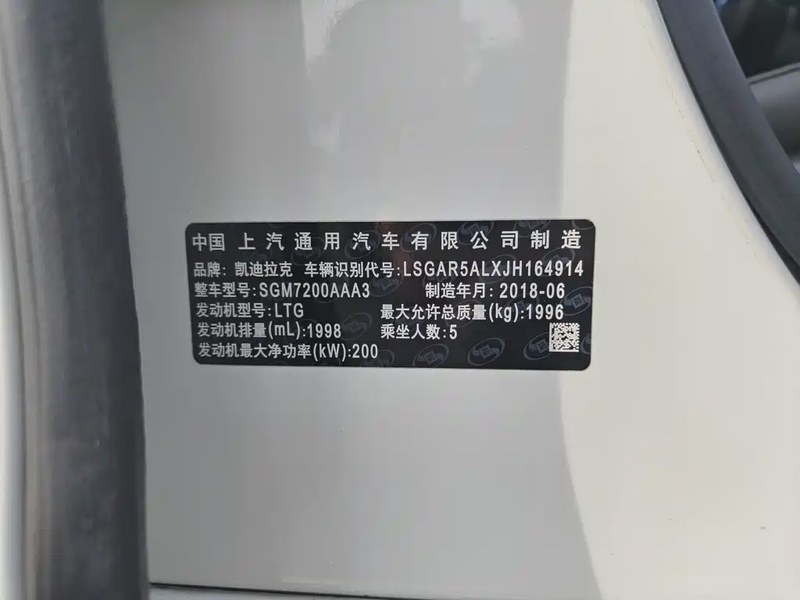 中国 上汽通用汽车有限公司制造
品牌: 凯迪拉克 车辆识别代号:LSGAR5ALXJH164914
整车型号:SGM7200AAA3 制造年月: 2018-06
发动机型号:LTG 最大允许总质量(kg):1996
发动机排量(mL):1998 乘坐人数:5
发动机最大净功率(kW):200